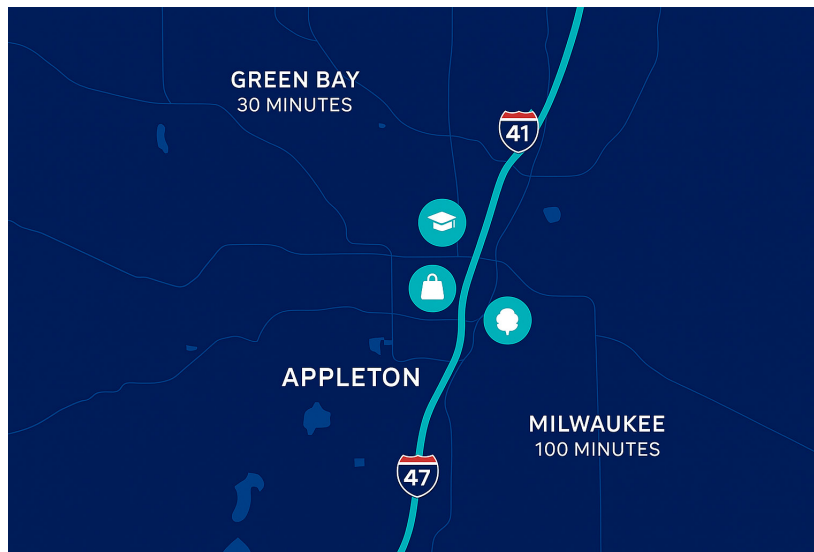 GREEN BAY
30 MINUTES
41
APPLETON
MILWAUKEE
100 MINUTES
47